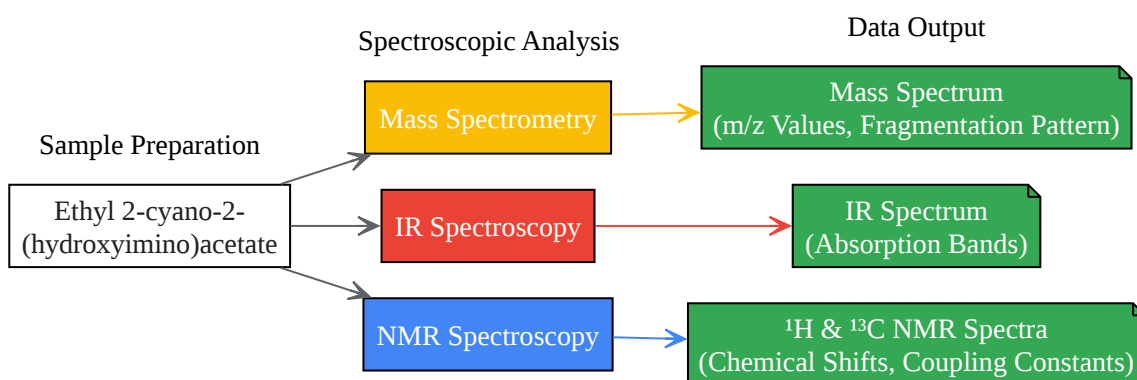 Data Output
Spectroscopic Analysis
Mass Spectrum
(m/z Values, Fragmentation Pattern)
Mass Spectrometry
Sample Preparation
Ethyl 2-cyano-2-
(hydroxyimino)acetate
IR Spectroscopy
IR Spectrum
(Absorption Bands)
NMR Spectroscopy
¹H & ¹³C NMR Spectra
(Chemical Shifts, Coupling Constants)